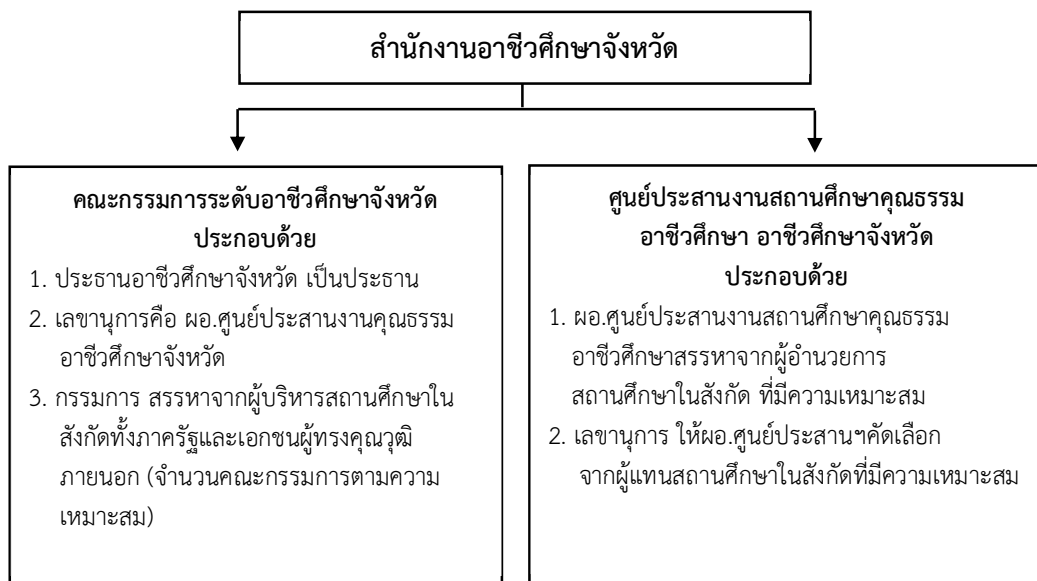 สำนักงานอาชีวศึกษาจังหวัด
คณะกรรมการระดับอาชีวศึกษาจังหวัด
ประกอบด้วย
1. ประธานอาชีวศึกษาจังหวัด เป็นประธาน
2. เลขานุการคือ ผอ.ศูนย์ประสานงานคุณธรรม
อาชีวศึกษาจังหวัด
3. กรรมการ สรรหาจากผู้บริหารสถานศึกษาใน
สังกัดทั้งภาครัฐและเอกชนผู้ทรงคุณวุฒิ
ภายนอก (จำนวนคณะกรรมการตามความ
เหมาะสม)
ศูนย์ประสานงานสถานศึกษาคุณธรรม
อาชีวศึกษา อาชีวศึกษาจังหวัด
ประกอบด้วย
1. ผอ.ศูนย์ประสานงานสถานศึกษาคุณธรรม
อาชีวศึกษาสรรหาจากผู้อำนวยการ
สถานศึกษาในสังกัด ที่มีความเหมาะสม
2. เลขานุการ ให้ผอ.ศูนย์ประสานฯคัดเลือก
จากผู้แทนสถานศึกษาในสังกัดที่มีความเหมาะสม